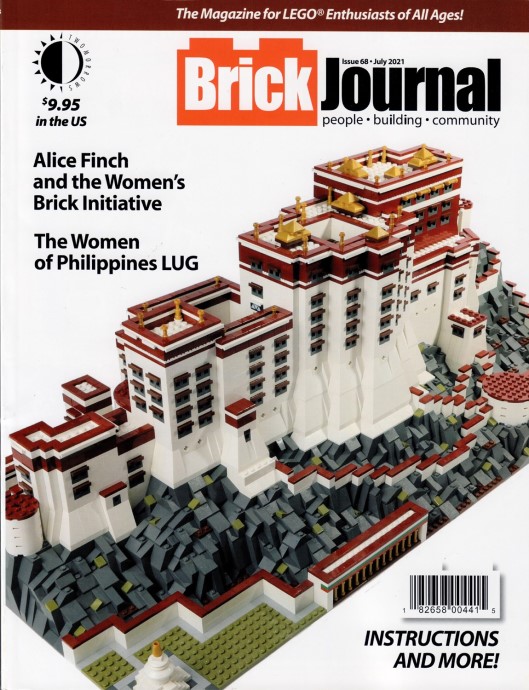 The Magazine for LEGO® Enthusiasts of All Ages!
TWOMORROWS
$9.95
in the US
Brick Journal
Issue 68 • July 2021
people • building • community
Alice Finch
and the Women's
Brick Initiative
The Women
of Philippines LUG
1 82658 00441 5
INSTRUCTIONS
AND MORE!